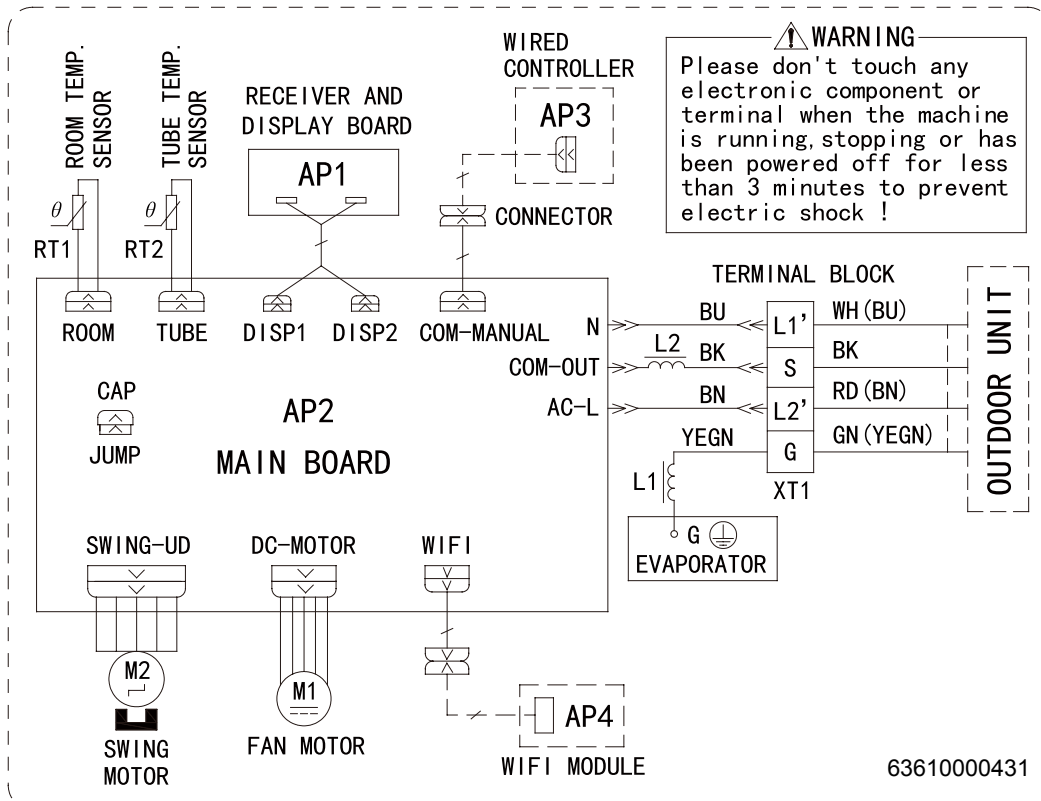 ROOM TEMP.
SENSOR
TUBE TEMP.
SENSOR
θ
RT1
θ
RT2
RECEIVER AND
DISPLAY BOARD
AP1
WIRED
CONTROLLER
AP3
CONNECTOR
WARNING
Please don't touch any
electronic component or
terminal when the machine
is running, stopping or has
been powered off for less
than 3 minutes to prevent
electric shock !
ROOM
TUBE
DISP1
DISP2
COM-MANUAL
TERMINAL BLOCK
N
BU
L1'
WH(BU)
COM-OUT
L2
BK
S
BK
AC-L
BN
L2'
RD(BN)
YEGN
G
GN(YEGN)
XT1
OUTDOOR UNIT
CAP
JUMP
AP2
MAIN BOARD
L1
G
EVAPORATOR
SWING-UD
DC-MOTOR
WIFI
M2
SWING
MOTOR
M1
FAN MOTOR
AP4
WIFI MODULE
63610000431